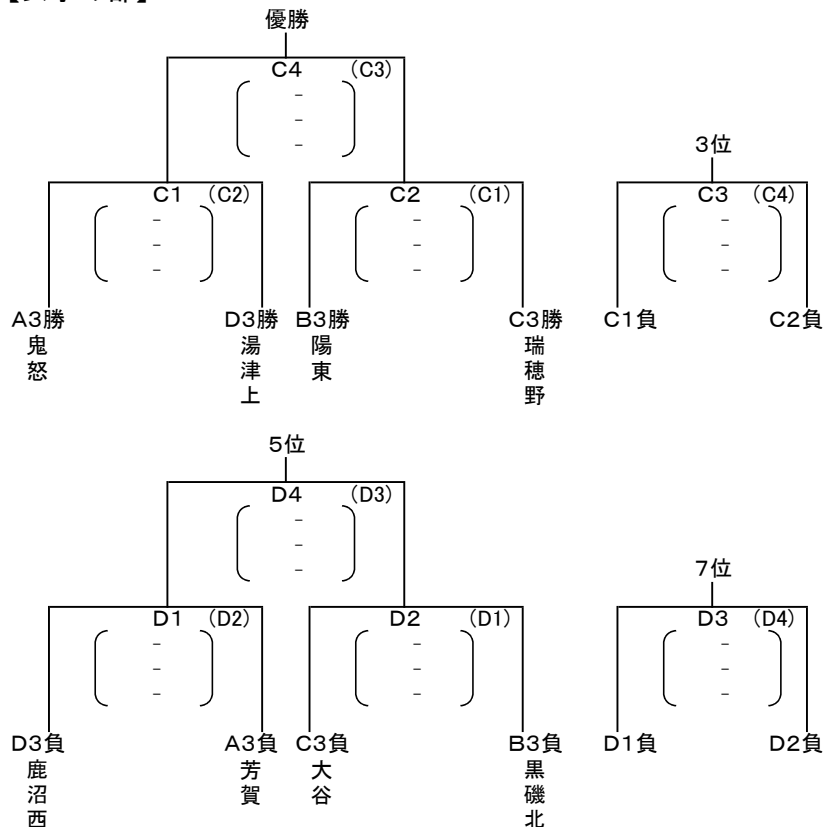 優勝
C4 (C3)
-
-
-
3位
C1 (C2) C2 (C1) C3 (C4)
- - -
- - -
- - -
A3勝 D3勝 B3勝 C3勝 C1負 C2負
鬼怒 湯津上 陽東 瑞穂野
5位
D4 (D3)
-
-
-
7位
D1 (D2) D2 (D1) D3 (D4)
- - -
- - -
- - -
D3負 A3負 C3負 B3負 D1負 D2負
鹿沼西 芳賀 大谷 黒磯北